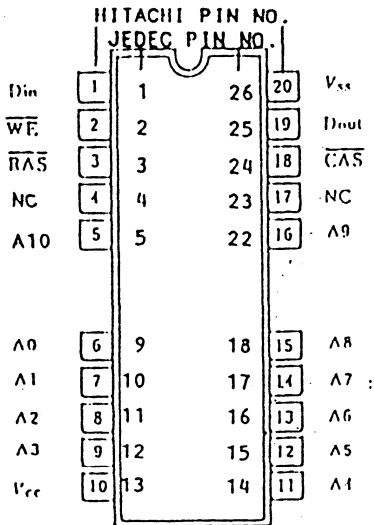 HITACHI PIN NO.
JEDEC PIN NO.
Din 1 1 26 20 Vss
WE 2 2 25 19 Dout
RAS 3 3 24 18 CAS
NC 4 4 23 17 NC
A10 5 5 22 16 A9
A0 6 9 18 15 A8
A1 7 10 17 14 A7
A2 8 11 16 13 A6
A3 9 12 15 12 A5
Vcc 10 13 14 11 A4